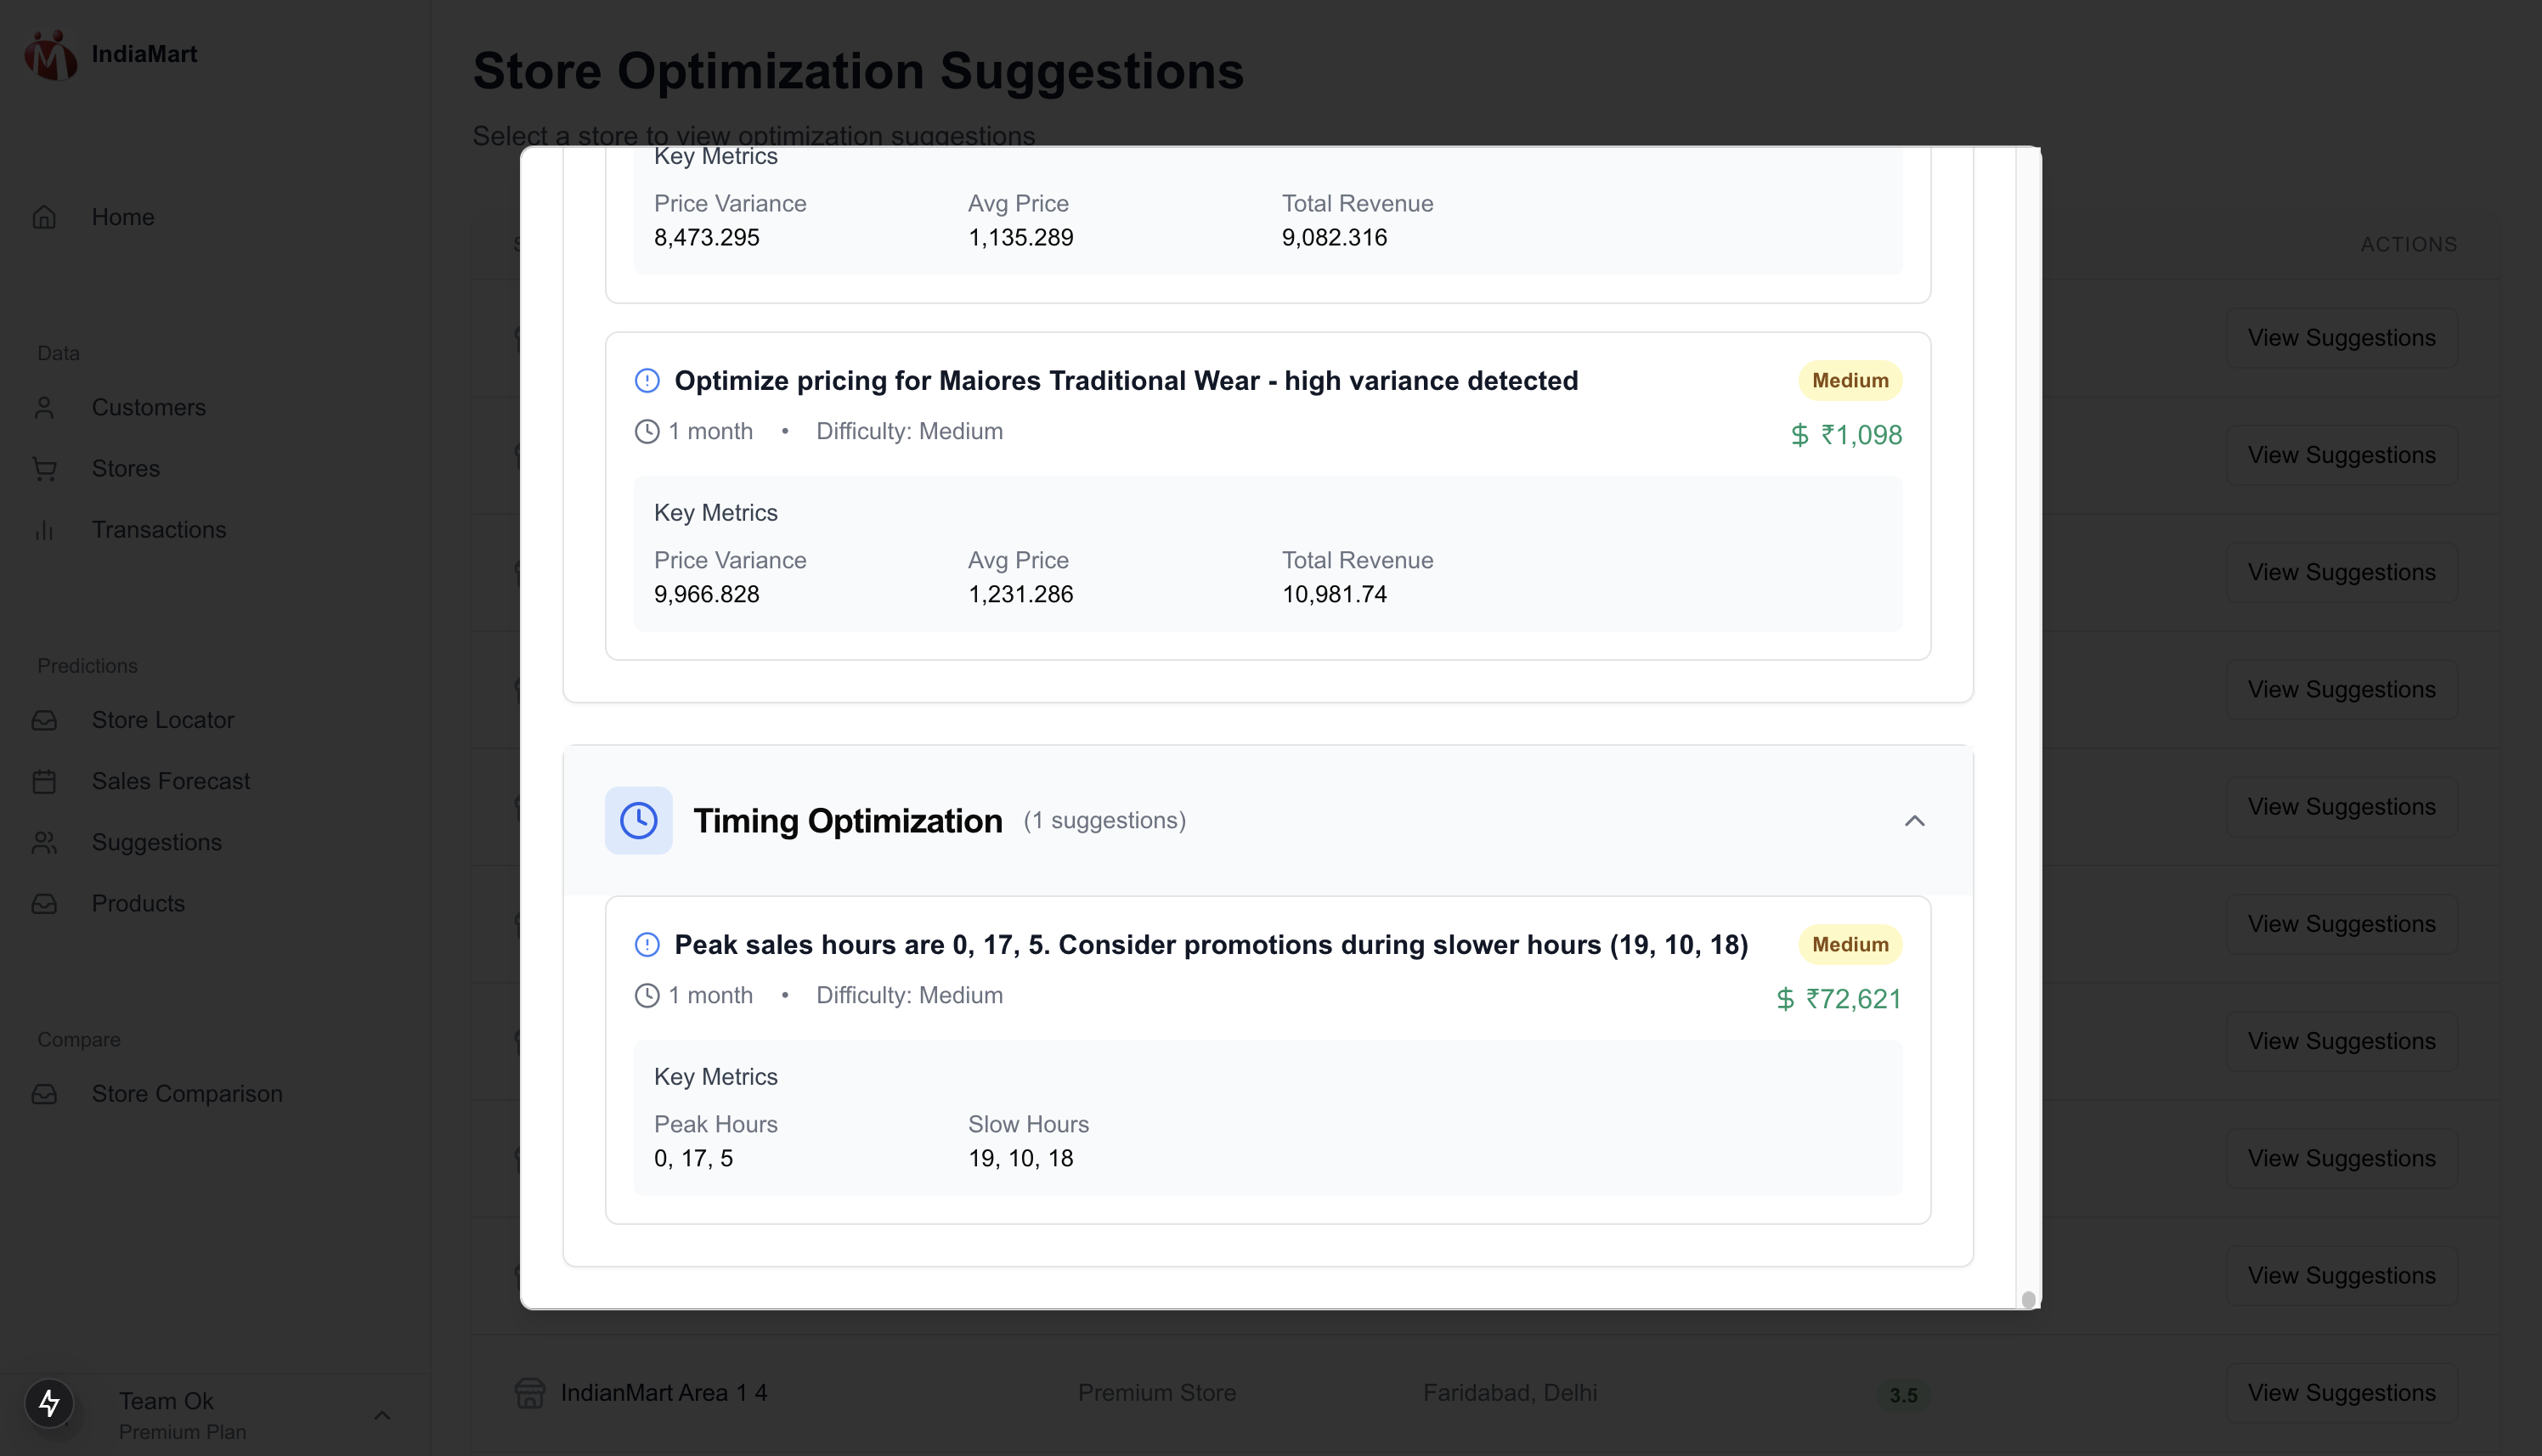 IndiaMart
Home
Data
Customers
Stores
Transactions
Predictions
Store Locator
Sales Forecast
Suggestions
Products
Compare
Store Comparison
Team Ok
Premium Plan
Store Optimization Suggestions
Select a store to view optimization suggestions
ACTIONS
View Suggestions
View Suggestions
View Suggestions
View Suggestions
View Suggestions
View Suggestions
View Suggestions
View Suggestions
View Suggestions
Key Metrics
Price Variance Avg Price Total Revenue
8,473.295 1,135.289 9,082.316
Optimize pricing for Maiores Traditional Wear - high variance detected Medium
1 month • Difficulty: Medium $ ₹1,098
Key Metrics
Price Variance Avg Price Total Revenue
9,966.828 1,231.286 10,981.74
Timing Optimization (1 suggestions)
Peak sales hours are 0, 17, 5. Consider promotions during slower hours (19, 10, 18) Medium
1 month • Difficulty: Medium $ ₹72,621
Key Metrics
Peak Hours Slow Hours
0, 17, 5 19, 10, 18
IndianMart Area 1 4 Premium Store Faridabad, Delhi 3.5 View Suggestions